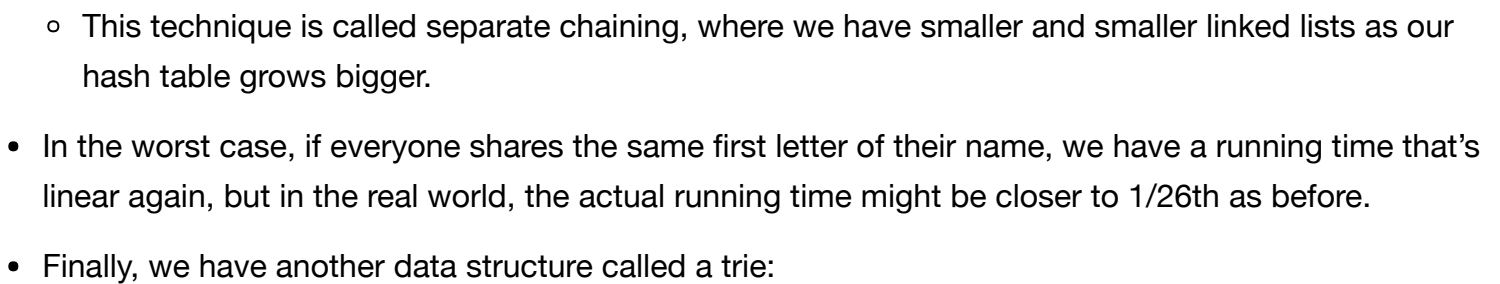 ◦ This technique is called separate chaining, where we have smaller and smaller linked lists as our
hash table grows bigger.
• In the worst case, if everyone shares the same first letter of their name, we have a running time that’s
linear again, but in the real world, the actual running time might be closer to 1/26th as before.
• Finally, we have another data structure called a trie: